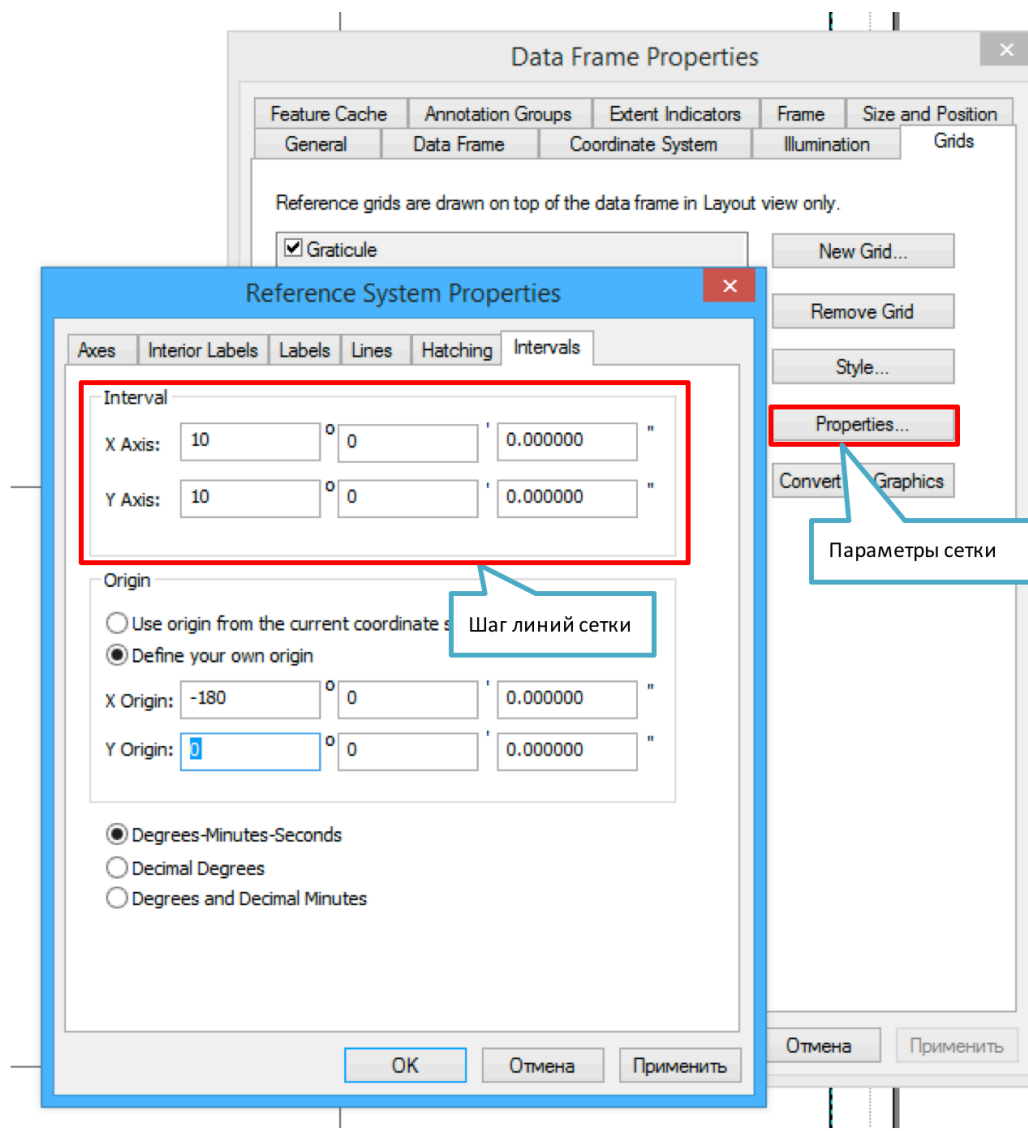 Data Frame Properties
Feature Cache
Annotation Groups
Extent Indicators
Frame
Size and Position
General
Data Frame
Coordinate System
Illumination
Grids
Reference grids are drawn on top of the data frame in Layout view only.
Graticule
New Grid...
Remove Grid
Style...
Properties...
Convert Graphics
Параметры сетки
Отмена
Применить
Reference System Properties
Axes
Interior Labels
Labels
Lines
Hatching
Intervals
Interval
X Axis: 10 ° 0 ' 0.000000 "
Y Axis: 10 ° 0 ' 0.000000 "
Шаг линий сетки
Origin
Use origin from the current coordinate s
Define your own origin
X Origin: -180 ° 0 ' 0.000000 "
Y Origin: 0 ° 0 ' 0.000000 "
Degrees-Minutes-Seconds
Decimal Degrees
Degrees and Decimal Minutes
OK
Отмена
Применить